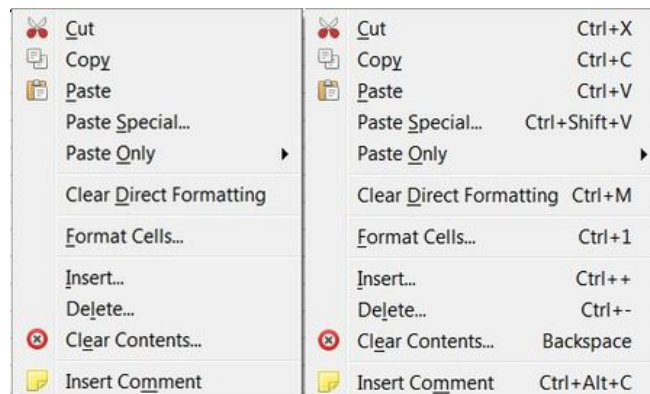 Cut
Copy
Paste
Paste Special...
Paste Only
Clear Direct Formatting
Format Cells...
Insert...
Delete...
Clear Contents...
Insert Comment
Cut Ctrl+X
Copy Ctrl+C
Paste Ctrl+V
Paste Special... Ctrl+Shift+V
Paste Only
Clear Direct Formatting Ctrl+M
Format Cells... Ctrl+1
Insert... Ctrl++
Delete... Ctrl+-
Clear Contents... Backspace
Insert Comment Ctrl+Alt+C